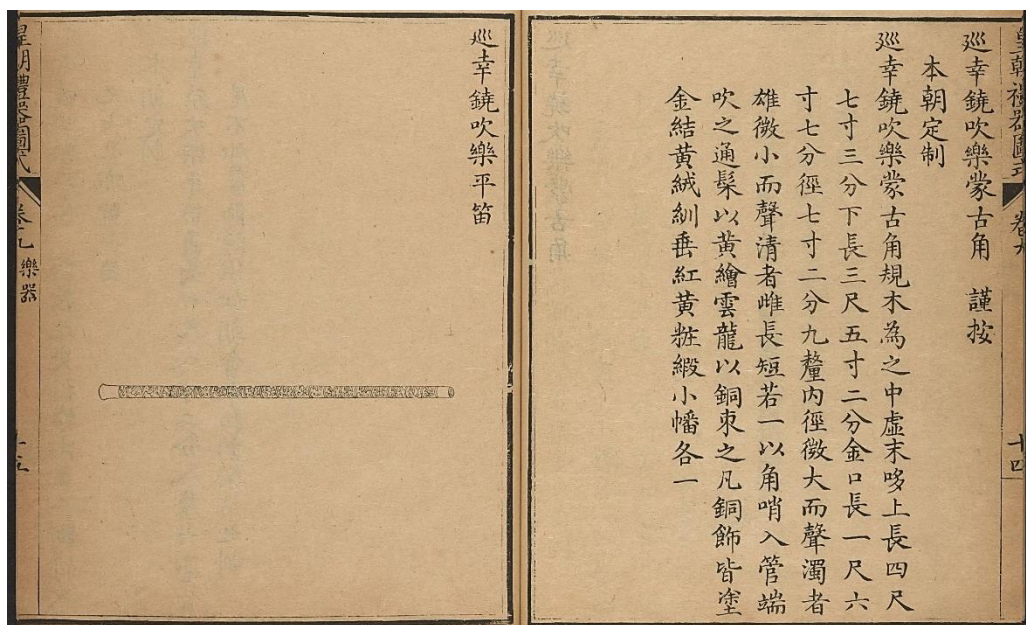 皇朝禮器圖式
卷九
十四
巡幸鐃吹樂蒙古角 謹按
本朝定制
巡幸鐃吹樂蒙古角規木為之中虛末哆上長四尺
七寸三分下長三尺五寸二分金口長一尺六
寸七分徑七寸二分九釐內徑微大而聲濁者
雄微小而聲清者雌長短若一以角哨入管端
吹之通髹以黃繪雲龍以銅束之凡銅飾皆塗
金結黃絨紃垂紅黃粧緞小幡各一
巡幸鐃吹樂平笛
皇朝禮器圖式
卷九 樂器
十五